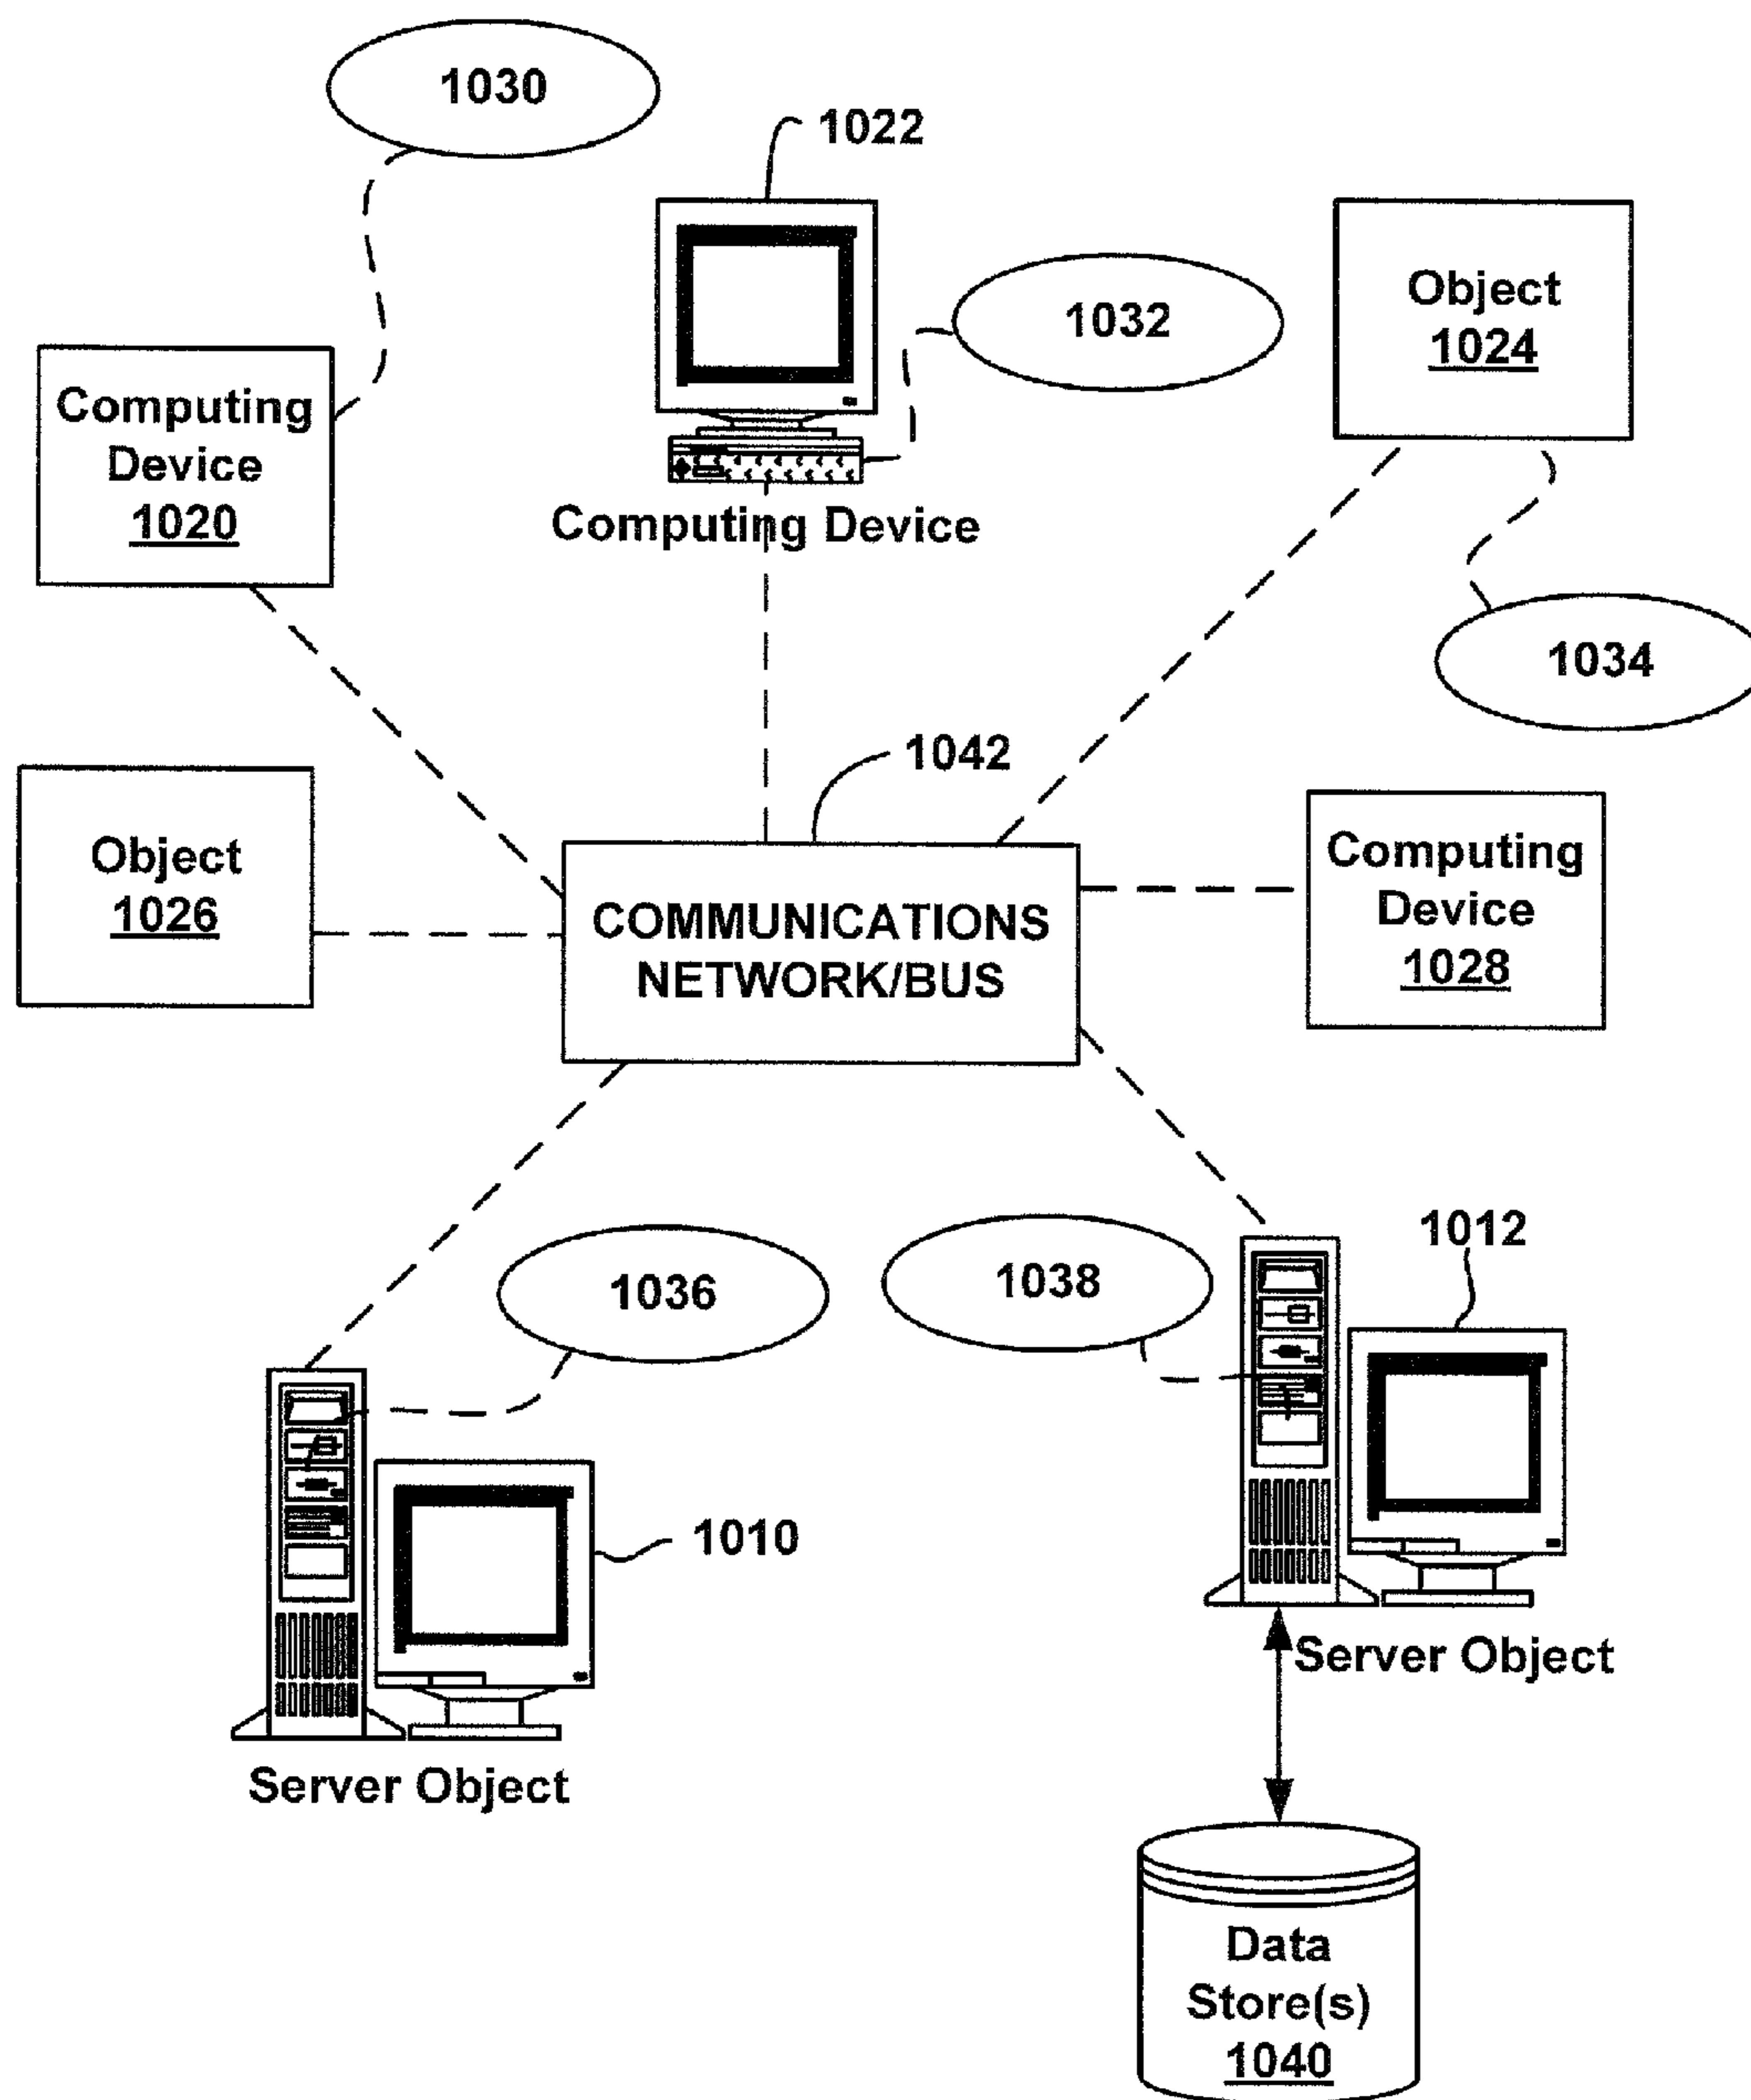 1030
1022
1032
Object
1024
Computing
Device
1020
Computing Device
1034
1042
Object
1026
COMMUNICATIONS
NETWORK/BUS
Computing
Device
1028
1036
1038
1012
1010
Server Object
Server Object
Data
Store(s)
1040